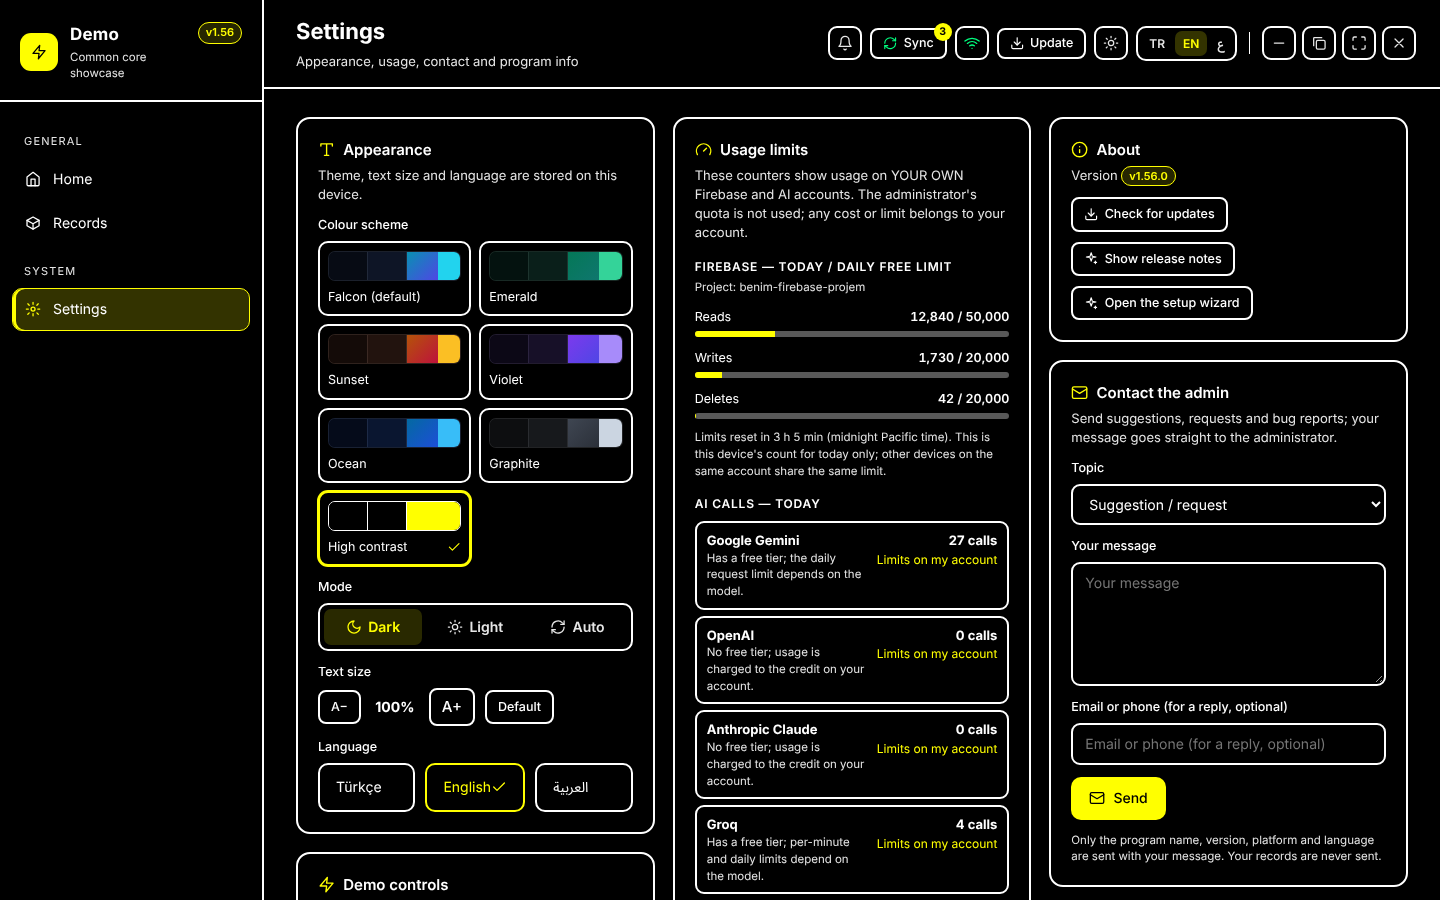 Demo
v1.56
Common core
showcase
GENERAL
Home
Records
SYSTEM
Settings
Settings
Appearance, usage, contact and program info
Sync
3
Update
TR
EN
ع
Appearance
Theme, text size and language are stored on this
device.
Colour scheme
Falcon (default)
Emerald
Sunset
Violet
Ocean
Graphite
High contrast
Mode
Dark
Light
Auto
Text size
A−
100%
A+
Default
Language
Türkçe
English
العربية
Demo controls
Usage limits
These counters show usage on YOUR OWN
Firebase and AI accounts. The administrator's
quota is not used; any cost or limit belongs to your
account.
FIREBASE — TODAY / DAILY FREE LIMIT
Project: benim-firebase-projem
Reads
12,840 / 50,000
Writes
1,730 / 20,000
Deletes
42 / 20,000
Limits reset in 3 h 5 min (midnight Pacific time). This is
this device's count for today only; other devices on the
same account share the same limit.
AI CALLS — TODAY
Google Gemini
27 calls
Has a free tier; the daily
request limit depends on the
model.
Limits on my account
OpenAI
0 calls
No free tier; usage is
charged to the credit on your
account.
Limits on my account
Anthropic Claude
0 calls
No free tier; usage is
charged to the credit on your
account.
Limits on my account
Groq
4 calls
Has a free tier; per-minute
and daily limits depend on
the model.
Limits on my account
About
Version v1.56.0
Check for updates
Show release notes
Open the setup wizard
Contact the admin
Send suggestions, requests and bug reports; your
message goes straight to the administrator.
Topic
Suggestion / request
Your message
Your message
Email or phone (for a reply, optional)
Email or phone (for a reply, optional)
Send
Only the program name, version, platform and language
are sent with your message. Your records are never sent.